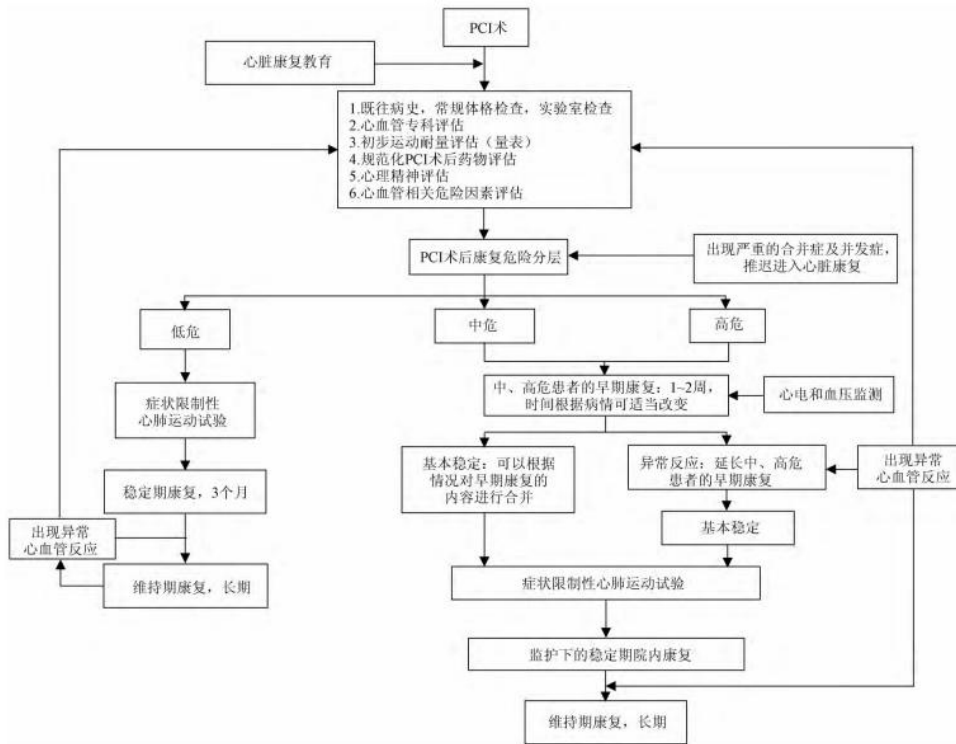 PCI术
心脏康复教育
1.既往病史，常规体格检查，实验室检查
2.心血管专科评估
3.初步运动耐量评估（量表）
4.规范化PCI术后药物评估
5.心理精神评估
6.心血管相关危险因素评估
PCI术后康复危险分层
出现严重的合并症及并发症，
推迟进入心脏康复
低危
中危
高危
中、高危患者的早期康复：1~2周，
时间根据病情可适当改变
心电和血压监测
症状限制性
心肺运动试验
基本稳定：可以根据
情况对早期康复的
内容进行合并
异常反应：延长中、高危
患者的早期康复
出现异常
心血管反应
稳定期康复，3个月
基本稳定
出现异常
心血管反应
维持期康复，长期
症状限制性心肺运动试验
监护下的稳定期院内康复
维持期康复，长期